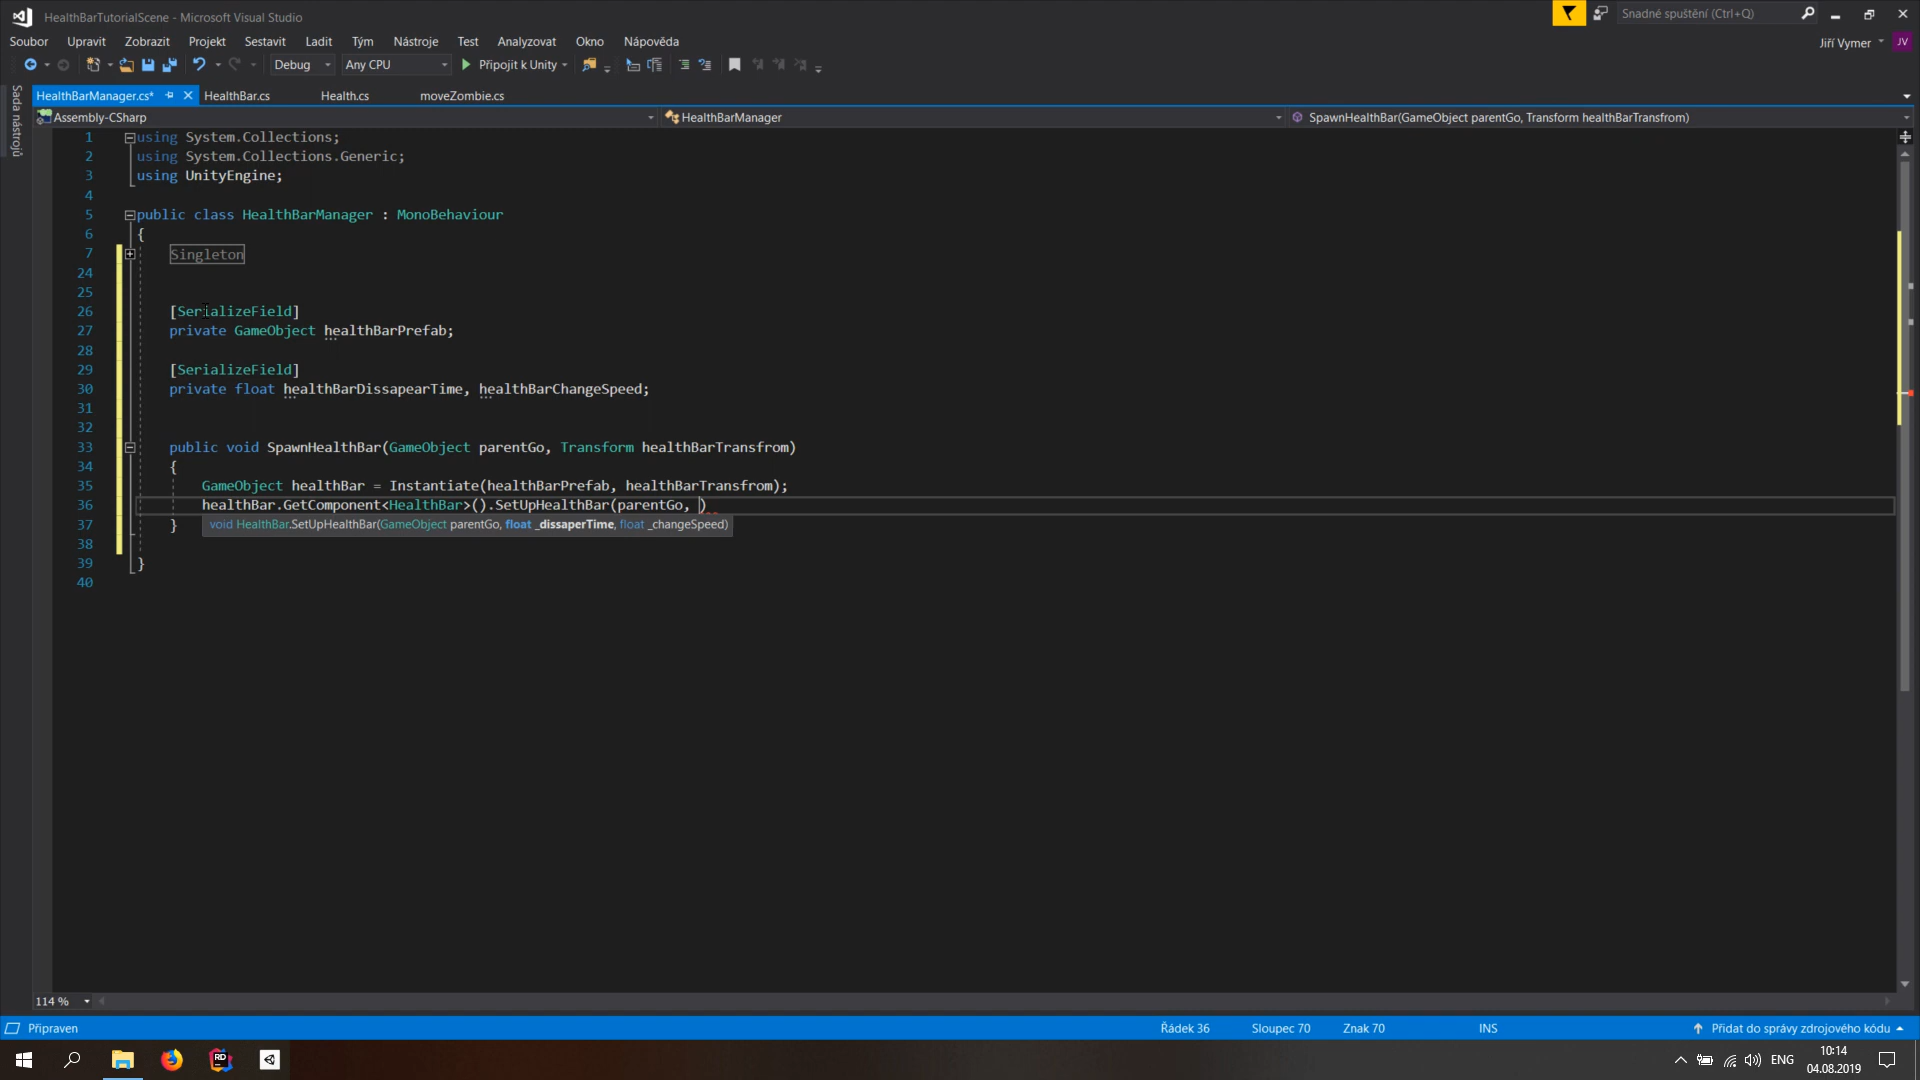 HealthBarTutorialScene - Microsoft Visual Studio
Snadné spuštění (Ctrl+Q)
Soubor Upravit Zobrazit Projekt Sestavit Ladit Tým Nástroje Test Analyzovat Okno Nápověda
Jiří Vymer JV
Debug Any CPU Připojit k Unity
Sada nástrojů
HealthBarManager.cs* HealthBar.cs Health.cs moveZombie.cs
Assembly-CSharp HealthBarManager SpawnHealthBar(GameObject parentGo, Transform healthBarTransfrom)
1 using System.Collections;
2 using System.Collections.Generic;
3 using UnityEngine;
4
5 public class HealthBarManager : MonoBehaviour
6 {
7 Singleton
24
25
26 [SerializeField]
27 private GameObject healthBarPrefab;
28
29 [SerializeField]
30 private float healthBarDissapearTime, healthBarChangeSpeed;
31
32
33 public void SpawnHealthBar(GameObject parentGo, Transform healthBarTransfrom)
34 {
35 GameObject healthBar = Instantiate(healthBarPrefab, healthBarTransfrom);
36 healthBar.GetComponent<HealthBar>().SetUpHealthBar(parentGo, )
37 }
void HealthBar.SetUpHealthBar(GameObject parentGo, float _dissaperTime, float _changeSpeed)
38
39 }
40
114 %
Připraven Řádek 36 Sloupec 70 Znak 70 INS Přidat do správy zdrojového kódu
RD ENG 10:14
04.08.2019